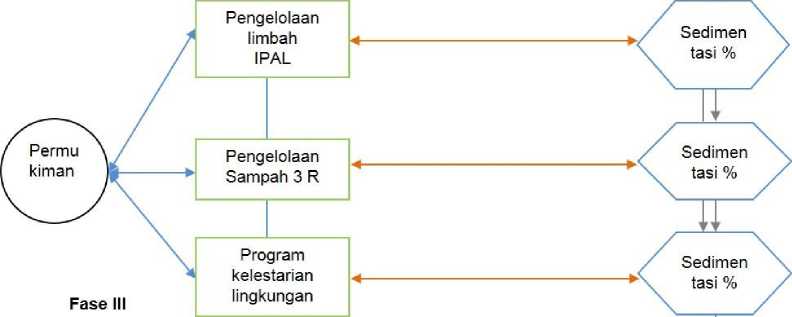 Pengelolaan
limbah
IPAL
Sedimen
tasi %
Permu
kiman
Pengelolaan
Sampah 3 R
Sedimen
tasi %
Program
kelestarian
lingkungan
Sedimen
tasi %
Fase III